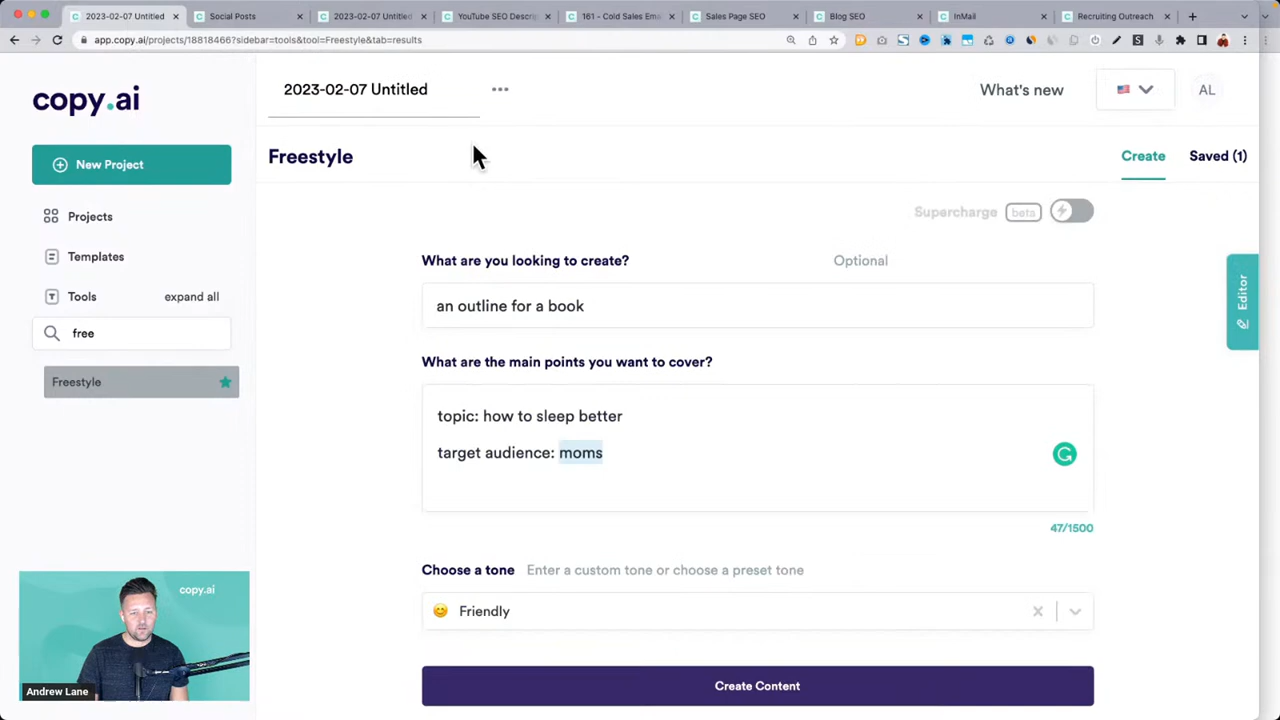 2023-02-07 Untitled
Social Posts
2023-02-07 Untitled
YouTube SEO Descri
161 - Cold Sales Ema
Sales Page SEO
Blog SEO
InMail
Recruiting Outreach
app.copy.ai/projects/18818466?sidebar=tools&tool=Freestyle&tab=results
copy.ai
2023-02-07 Untitled
What's new
AL
New Project
Freestyle
Create
Saved (1)
Projects
Supercharge
beta
Templates
What are you looking to create?
Optional
Tools
expand all
an outline for a book
Editor
free
What are the main points you want to cover?
Freestyle
topic: how to sleep better
target audience: moms
47/1500
Choose a tone
Enter a custom tone or choose a preset tone
Friendly
copy.ai
Create Content
Andrew Lane